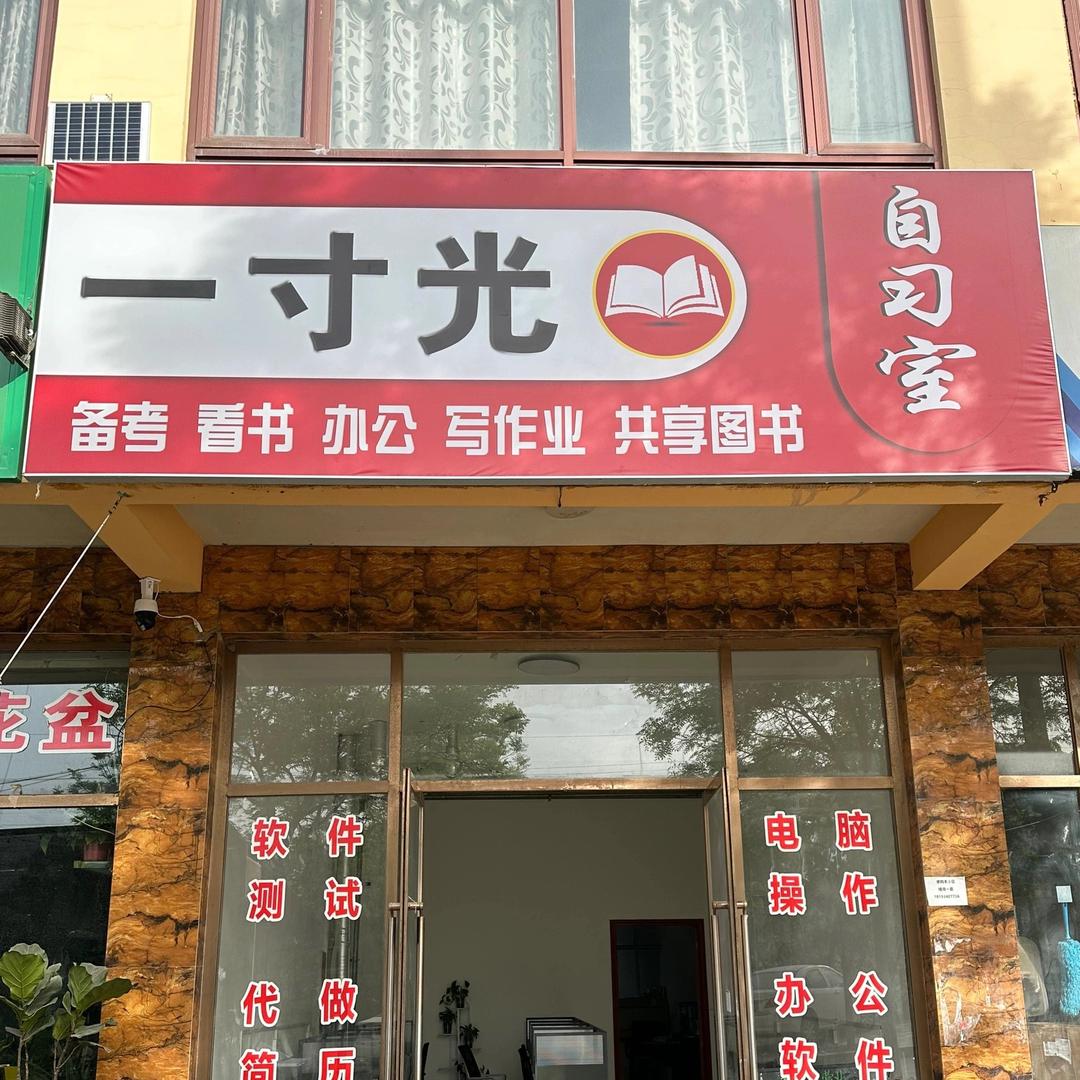 一寸光
自习室
备考 看书 办公 写作业 共享图书
花盆
软件
测试
代做
简历
电脑
操作
办公
软件